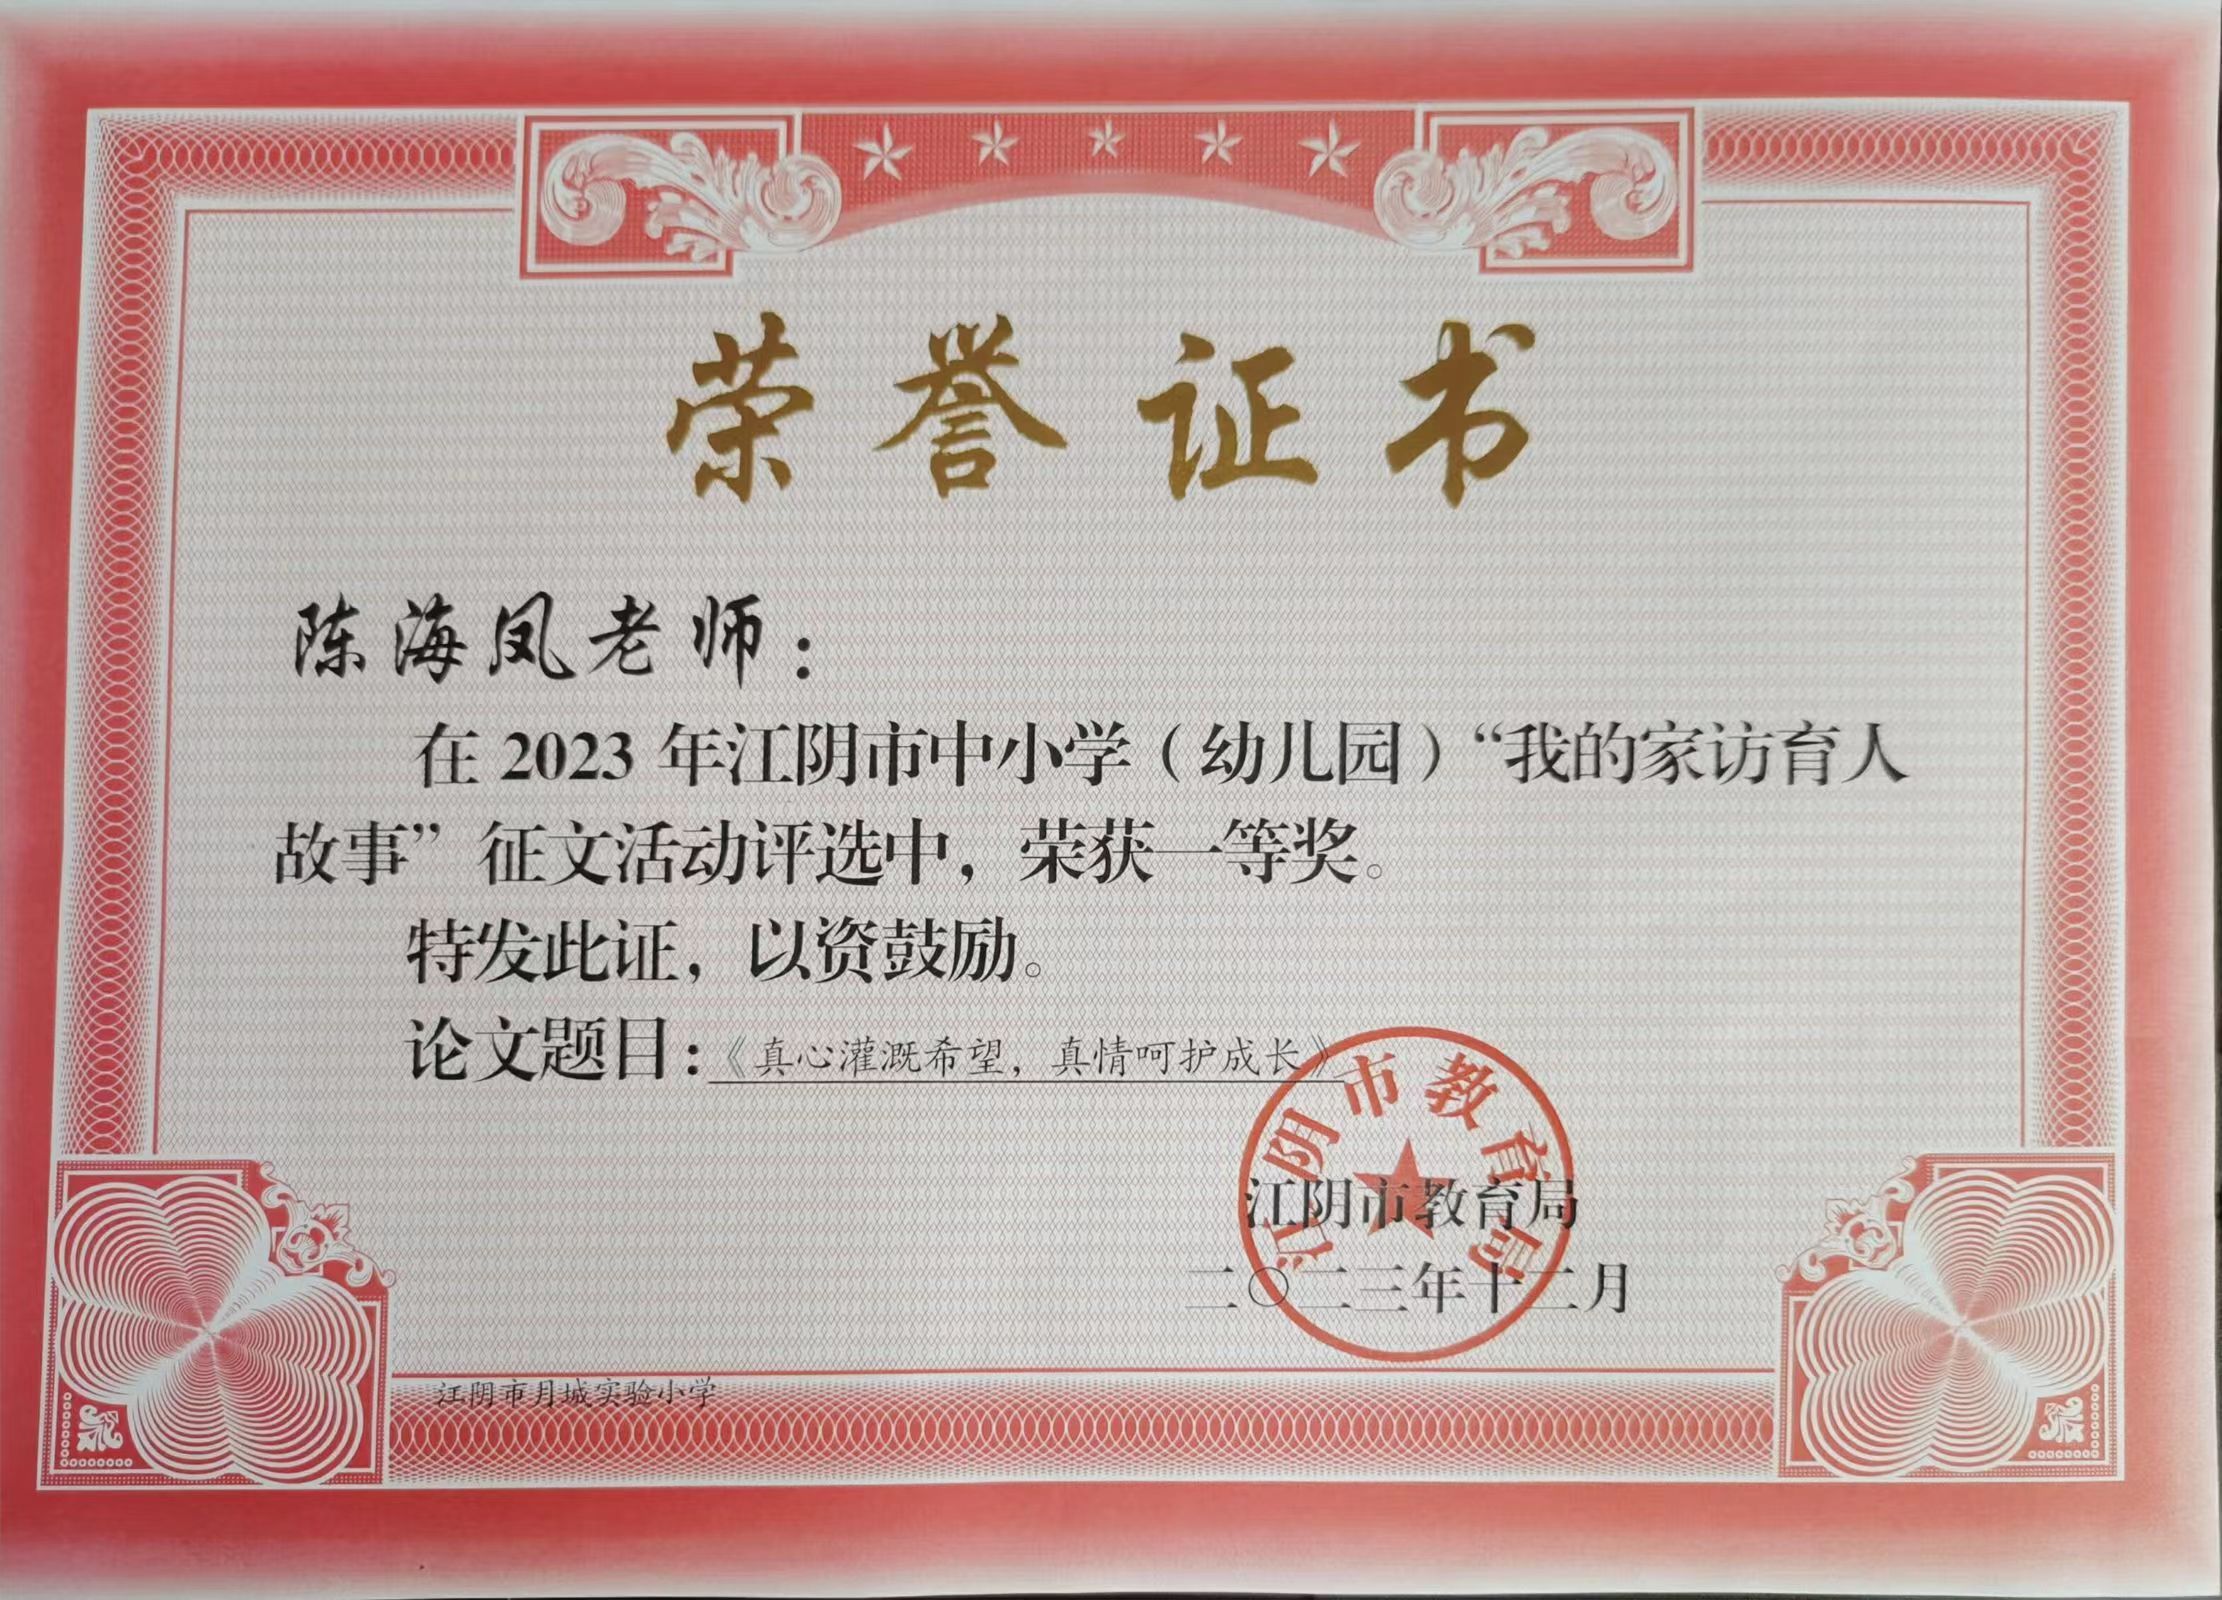 荣誉证书
陈海凤老师：
在 2023 年江阴市中小学（幼儿园）“我的家访育人
故事” 征文活动评选中，荣获一等奖。
特发此证，以资鼓励。
论文题目：《真心灌溉希望，真情呵护成长》
江阴市教育局
江阴市教育局
二〇二三年十二月
江阴市月城实验小学